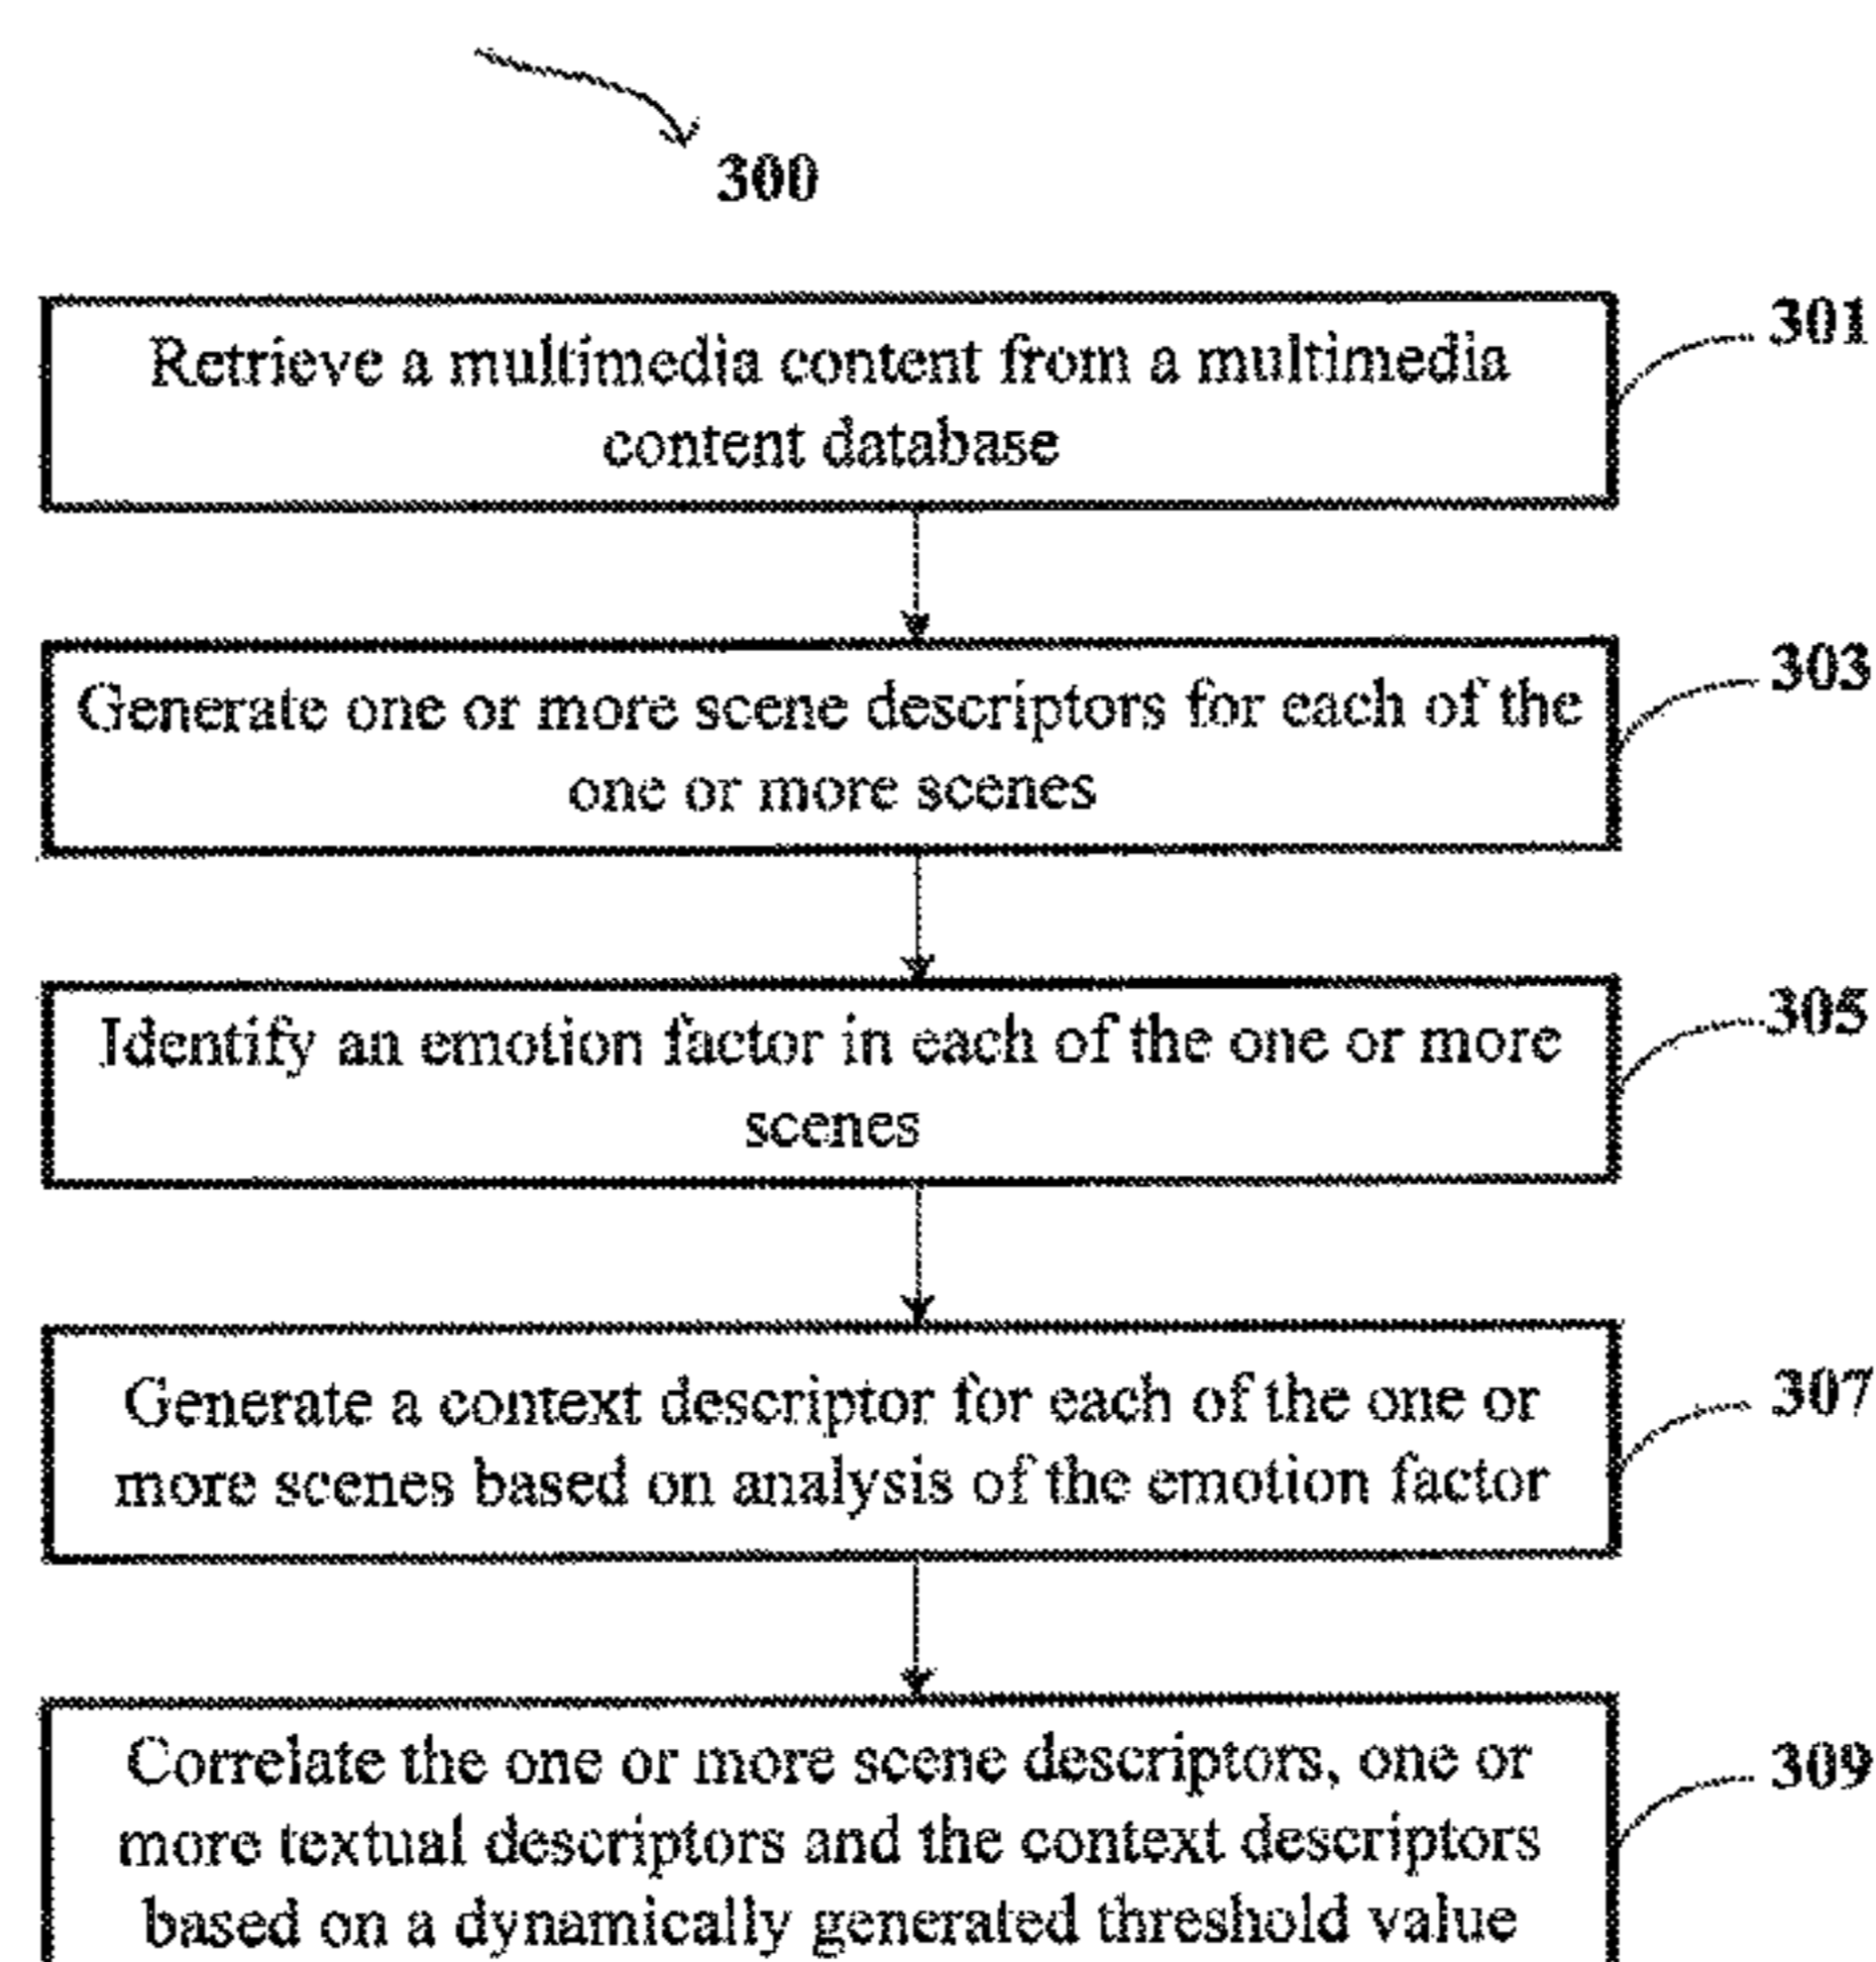 300
Retrieve a multimedia content from a multimedia
content database
301
Generate one or more scene descriptors for each of the
one or more scenes
303
Identify an emotion factor in each of the one or more
scenes
305
Generate a context descriptor for each of the one or
more scenes based on analysis of the emotion factor
307
Correlate the one or more scene descriptors, one or
more textual descriptors and the context descriptors
based on a dynamically generated threshold value
309